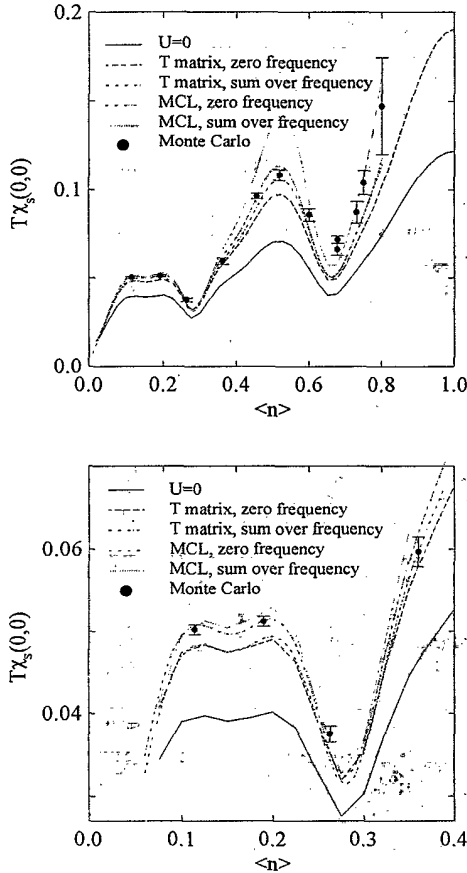 0.2
U=0
T matrix, zero frequency
T matrix, sum over frequency
MCL, zero frequency
MCL, sum over frequency
Monte Carlo
Tχₛ(0,0)
0.1
0.0
0.0 0.2 0.4 0.6 0.8 1.0
<n>
U=0
T matrix, zero frequency
T matrix, sum over frequency
MCL, zero frequency
MCL, sum over frequency
Monte Carlo
0.06
Tχₛ(0,0)
0.04
0.0 0.1 0.2 0.3 0.4
<n>